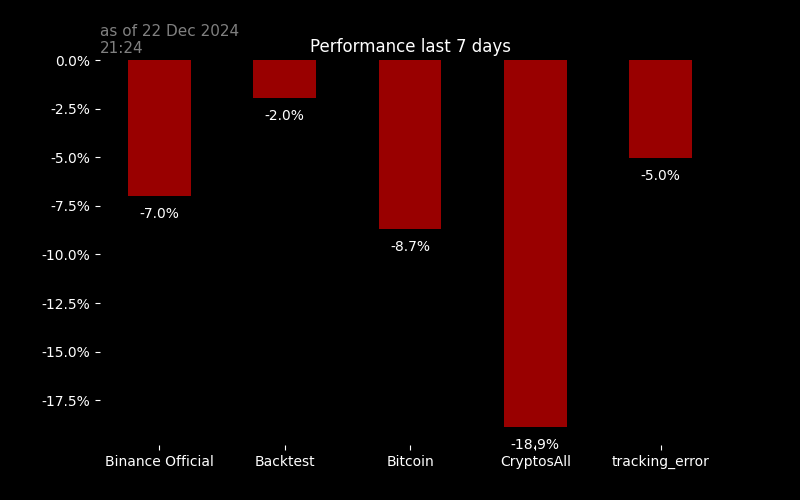 as of 22 Dec 2024
21:24
Performance last 7 days
0.0%
-2.5%
-5.0%
-7.5%
-10.0%
-12.5%
-15.0%
-17.5%
-7.0%
-2.0%
-8.7%
-18.9%
-5.0%
Binance Official
Backtest
Bitcoin
CryptosAll
tracking_error